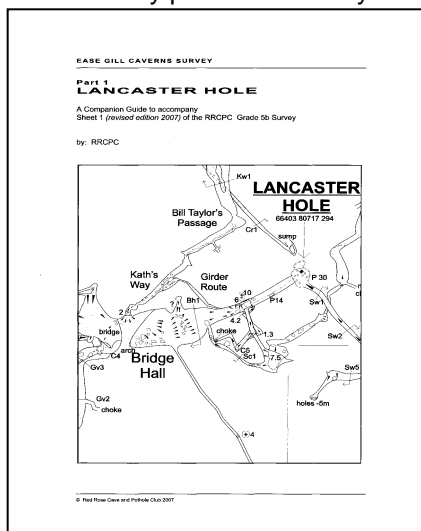 EASE GILL CAVERNS SURVEY
Part 1
LANCASTER HOLE
A Companion Guide to accompany
Sheet 1 (revised edition 2007) of the RRCPC Grade 5b Survey
by: RRCPC
Kw1
LANCASTER
HOLE
66403 80717 294
Bill Taylor's
Passage
Cr1
sump
Kath's
Way
Girder
Route
P 30
10
6
P14
Sw1
2
?
Bh1
4.2
choke
1.3
Sw2
bridge
arch
C4
Bridge
Hall
C5
Sc1
7.5
Sw5
Gv3
Gv2
choke
holes -5m
+4
© Red Rose Cave and Pothole Club 2007